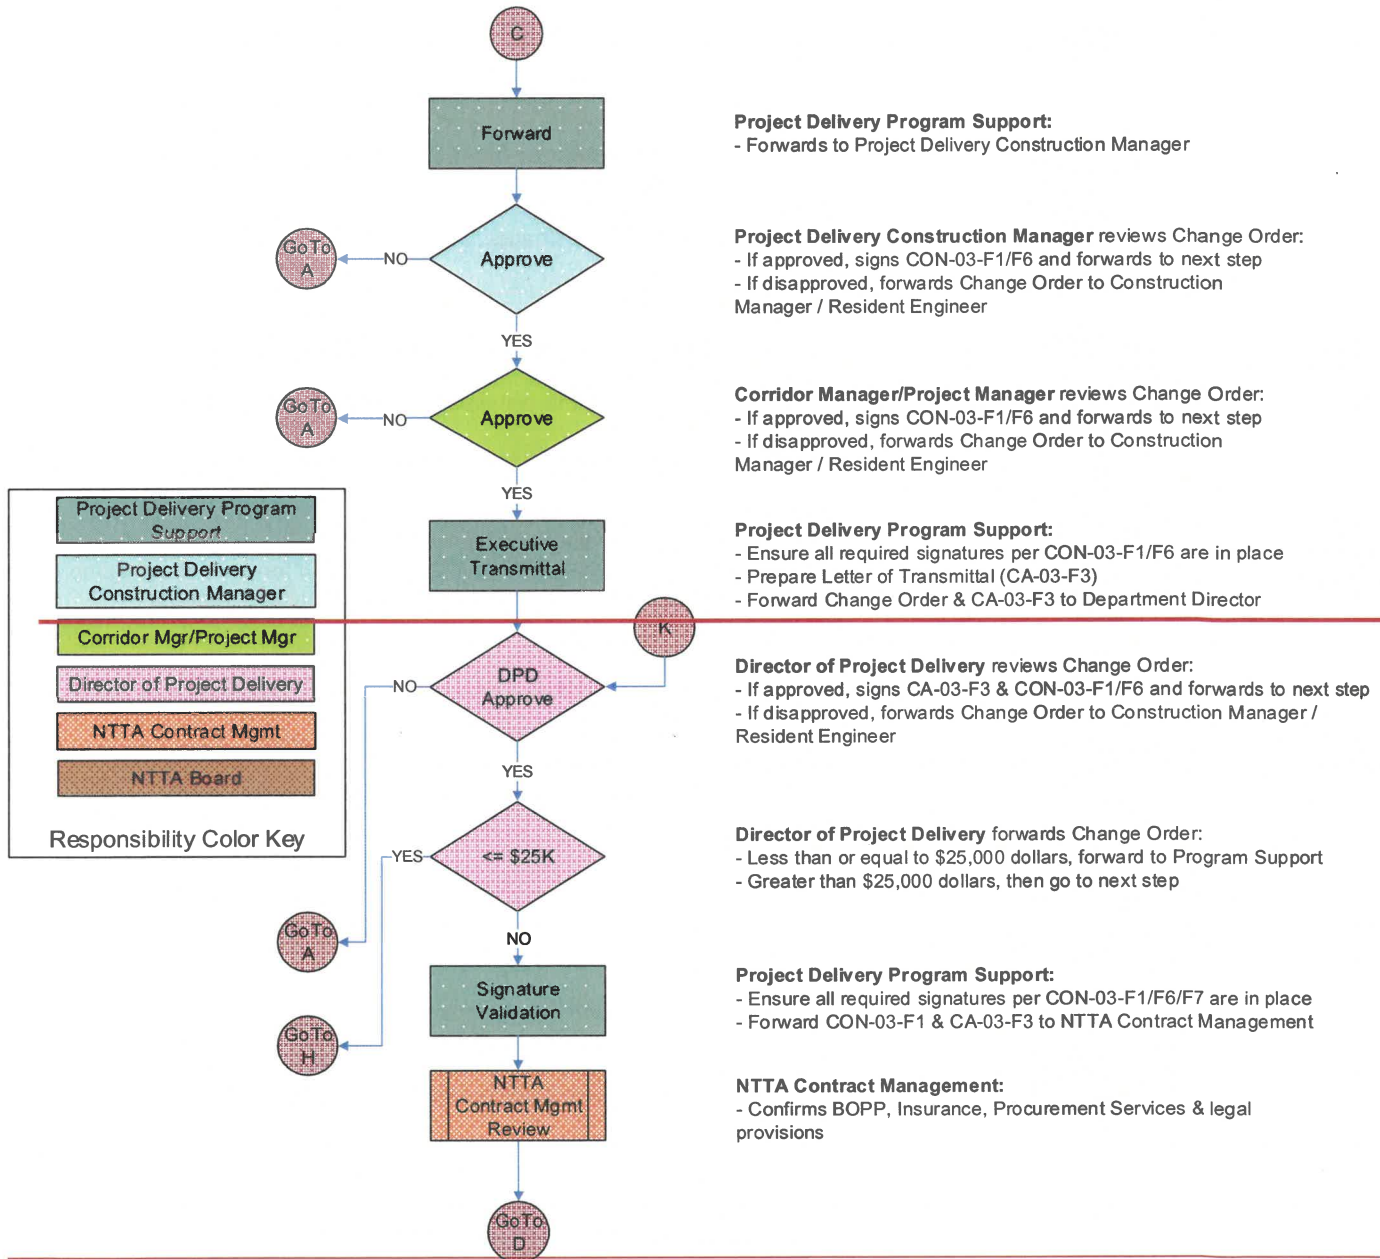 C
Forward
Project Delivery Program Support:
- Forwards to Project Delivery Construction Manager
GoTo
A
NO
Approve
Project Delivery Construction Manager reviews Change Order:
- If approved, signs CON-03-F1/F6 and forwards to next step
- If disapproved, forwards Change Order to Construction
Manager / Resident Engineer
YES
GoTo
A
NO
Approve
Corridor Manager/Project Manager reviews Change Order:
- If approved, signs CON-03-F1/F6 and forwards to next step
- If disapproved, forwards Change Order to Construction
Manager / Resident Engineer
YES
Project Delivery Program
Support
Project Delivery
Construction Manager
Corridor Mgr/Project Mgr
Director of Project Delivery
NTTA Contract Mgmt
NTTA Board
Responsibility Color Key
Executive
Transmittal
Project Delivery Program Support:
- Ensure all required signatures per CON-03-F1/F6 are in place
- Prepare Letter of Transmittal (CA-03-F3)
- Forward Change Order & CA-03-F3 to Department Director
K
NO
DPD
Approve
Director of Project Delivery reviews Change Order:
- If approved, signs CA-03-F3 & CON-03-F1/F6 and forwards to next step
- If disapproved, forwards Change Order to Construction Manager /
Resident Engineer
YES
YES
<= $25K
Director of Project Delivery forwards Change Order:
- Less than or equal to $25,000 dollars, forward to Program Support
- Greater than $25,000 dollars, then go to next step
GoTo
A
NO
Signature
Validation
Project Delivery Program Support:
- Ensure all required signatures per CON-03-F1/F6/F7 are in place
- Forward CON-03-F1 & CA-03-F3 to NTTA Contract Management
GoTo
H
NTTA
Contract Mgmt
Review
NTTA Contract Management:
- Confirms BOPP, Insurance, Procurement Services & legal
provisions
GoTo
D